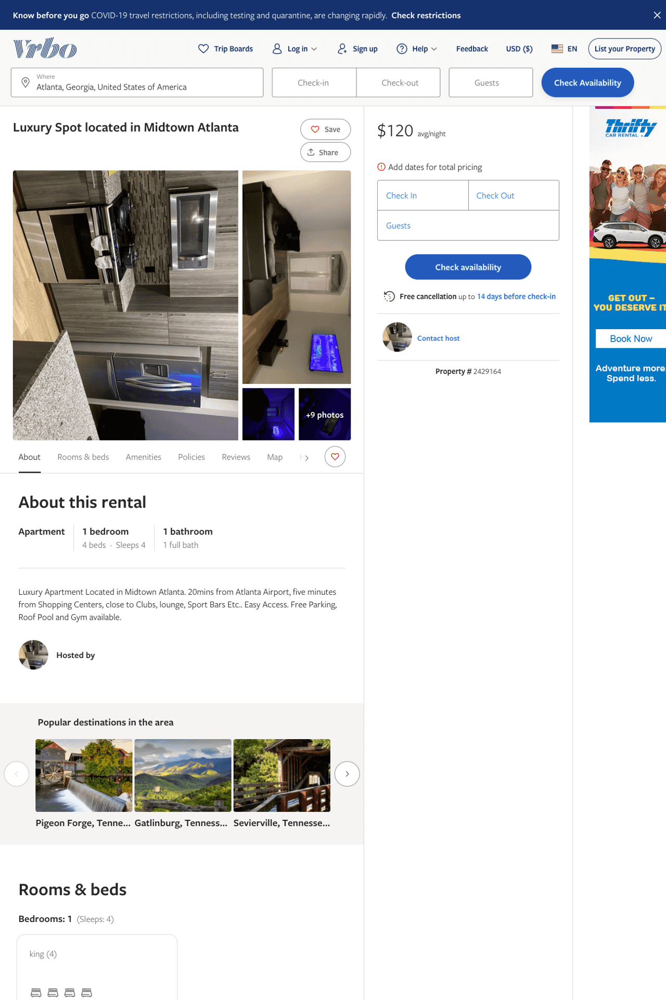 Know before you go COVID-19 travel restrictions, including testing and quarantine, are changing rapidly. Check restrictions
Vrbo
Trip Boards
Log in
Sign up
Help
Feedback
USD ($)
EN
List your Property
Where
Atlanta, Georgia, United States of America
Check-in
Check-out
Guests
Check Availability
Luxury Spot located in Midtown Atlanta
Save
Share
+9 photos
About
Rooms & beds
Amenities
Policies
Reviews
Map
About this rental
Apartment
1 bedroom
4 beds · Sleeps 4
1 bathroom
1 full bath
Luxury Apartment Located in Midtown Atlanta. 20mins from Atlanta Airport, five minutes
from Shopping Centers, close to Clubs, lounge, Sport Bars Etc.. Easy Access. Free Parking,
Roof Pool and Gym available.
Hosted by
Popular destinations in the area
Pigeon Forge, Tenne...
Gatlinburg, Tenness...
Sevierville, Tennesse...
Rooms & beds
Bedrooms: 1 (Sleeps: 4)
king (4)
$120 avg/night
Add dates for total pricing
Check In
Check Out
Guests
Check availability
Free cancellation up to 14 days before check-in
Contact host
Property # 2429164
Thrifty
CAR RENTAL
GET OUT –
YOU DESERVE IT
Book Now
Adventure more.
Spend less.